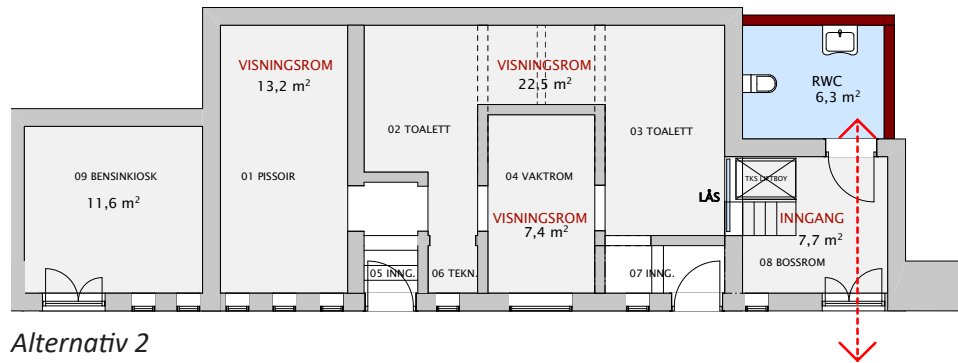 VISNINGSROM
13,2 m²
VISNINGSROM
22,5 m²
RWC
6,3 m²
02 TOALETT
03 TOALETT
09 BENSINKIOSK
11,6 m²
01 PISSOIR
04 VAKTROM
TKS LIFTBOY
LÅS
VISNINGSROM
7,4 m²
INNGANG
7,7 m²
08 BOSSROM
05 INNG.
06 TEKN.
07 INNG.
Alternativ 2